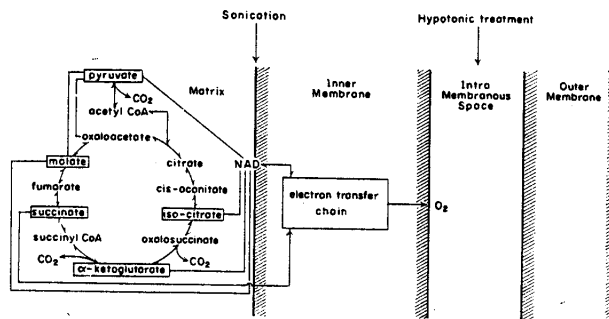 Sonication
Hypotonic treatment
pyruvate
Matrix
Inner
Membrane
Intra
Membranous
Space
Outer
Membrane
CO2
acetyl CoA
oxaloacetate
malate
citrate
NAD
fumarate
cis-aconitate
electron transfer
chain
O2
succinate
iso-citrate
succinyl CoA
oxalosuccinate
CO2
CO2
α-ketoglutarate